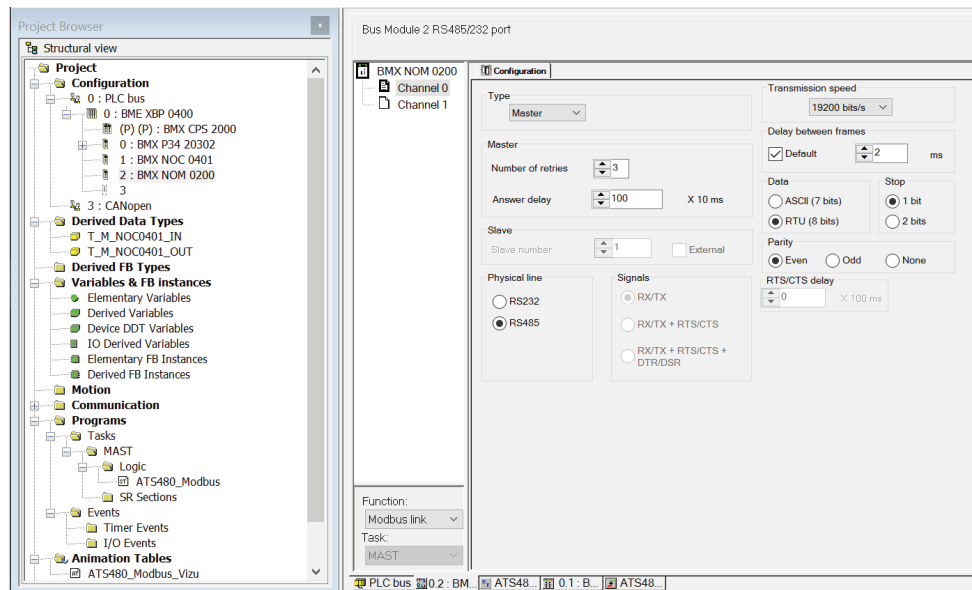 Project Browser
Structural view
Project
Configuration
0 : PLC bus
0 : BME XBP 0400
(P) (P) : BMX CPS 2000
0 : BMX P34 20302
1 : BMX NOC 0401
2 : BMX NOM 0200
3
3 : CANopen
Derived Data Types
T_M_NOC0401_IN
T_M_NOC0401_OUT
Derived FB Types
Variables & FB instances
Elementary Variables
Derived Variables
Device DDT Variables
IO Derived Variables
Elementary FB Instances
Derived FB Instances
Motion
Communication
Programs
Tasks
MAST
Logic
ATS480_Modbus
SR Sections
Events
Timer Events
I/O Events
Animation Tables
ATS480_Modbus_Vizu
Bus Module 2 RS485/232 port
BMX NOM 0200
Channel 0
Channel 1
Function:
Modbus link
Task:
MAST
Configuration
Type
Master
Master
Number of retries 3
Answer delay 100 X 10 ms
Slave
Slave number 1 External
Physical line
RS232
RS485
Signals
RX/TX
RX/TX + RTS/CTS
RX/TX + RTS/CTS +
DTR/DSR
Transmission speed
19200 bits/s
Delay between frames
Default 2 ms
Data
ASCII (7 bits)
RTU (8 bits)
Stop
1 bit
2 bits
Parity
Even Odd None
RTS/CTS delay
0 X 100 ms
PLC bus 0.2 : BM... ATS48... 0.1 : B... ATS48...